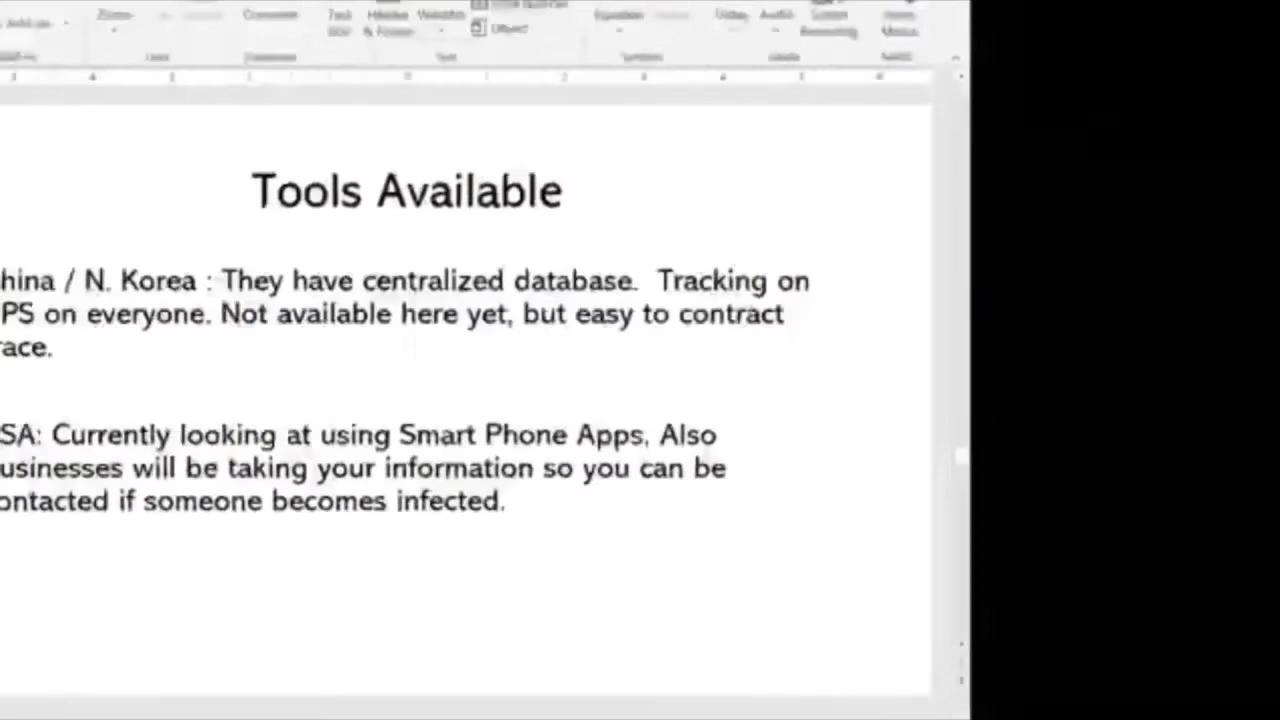 Object
Tools Available
hina / N. Korea : They have centralized database. Tracking on
PS on everyone. Not available here yet, but easy to contract
race.
SA: Currently looking at using Smart Phone Apps. Also
usinesses will be taking your information so you can be
ontacted if someone becomes infected.